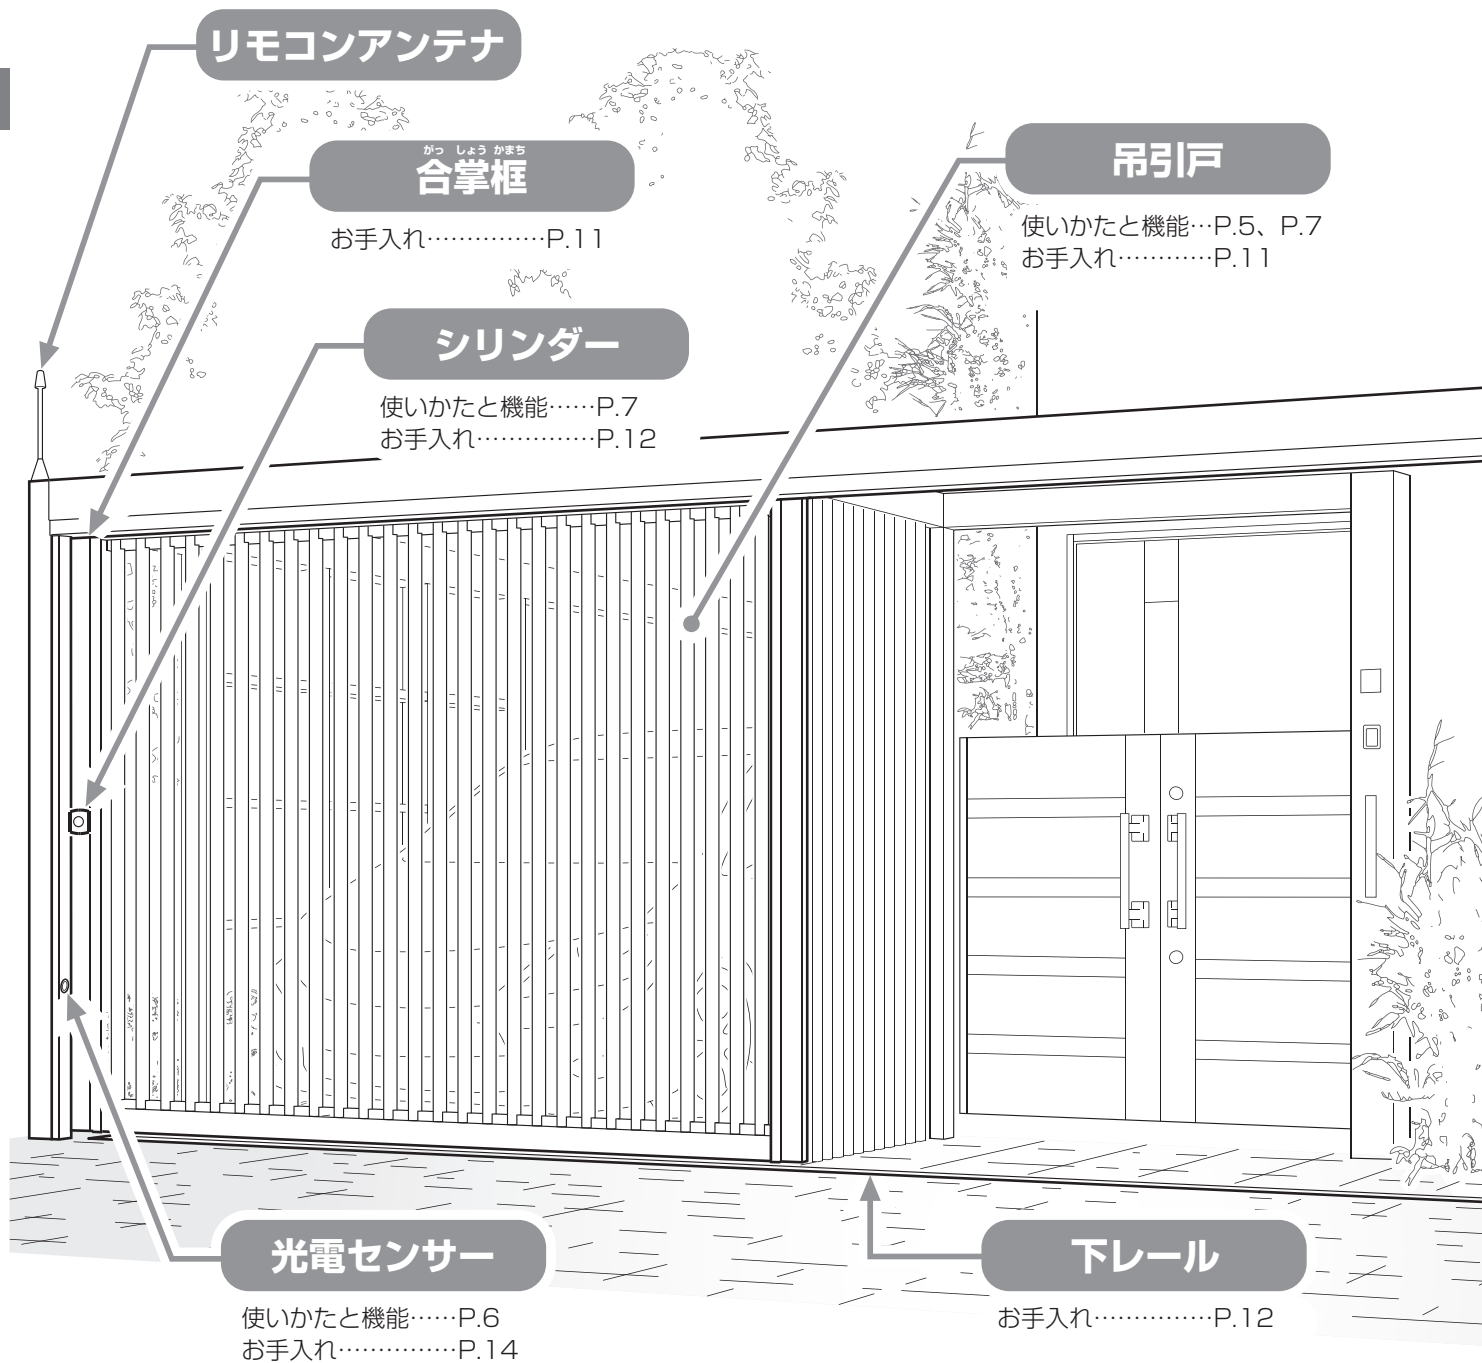 リモコンアンテナ
がっしょうかまち
合掌框
お手入れ……………P.11
吊引戸
使いかたと機能…P.5、P.7
お手入れ…………P.11
シリンダー
使いかたと機能……P.7
お手入れ……………P.12
光電センサー
使いかたと機能……P.6
お手入れ……………P.14
下レール
お手入れ……………P.12